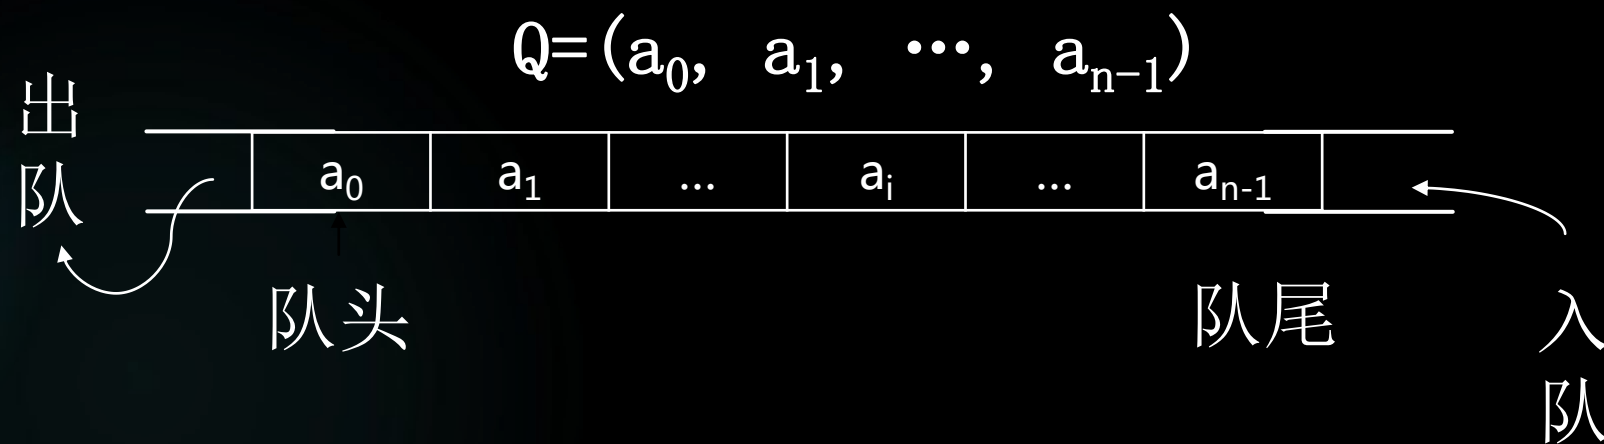 Q=(a₀, a₁, …, aₙ₋₁)
出队
a₀ a₁ … aᵢ … aₙ₋₁
队头 队尾
入队